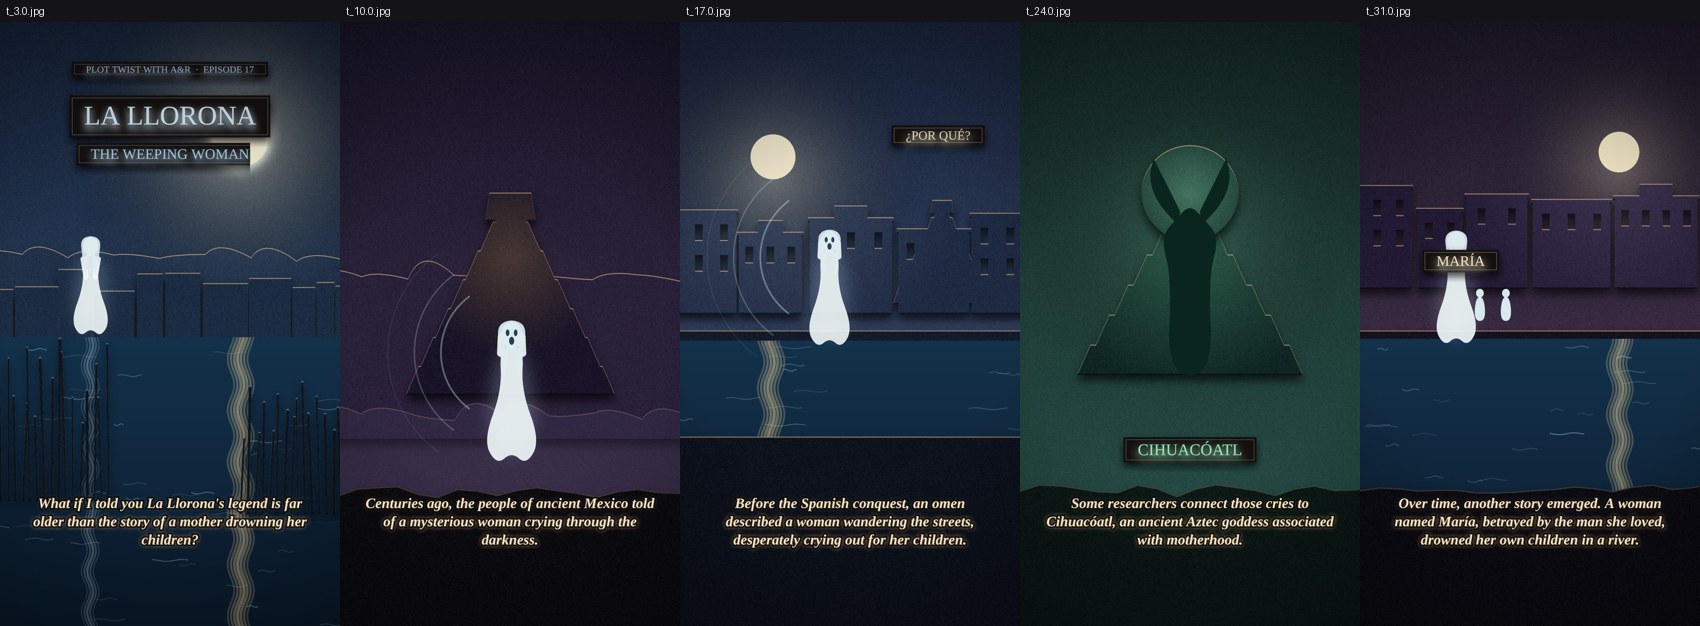 t_3.0.jpg
PLOT TWIST WITH A&R · EPISODE 17
LA LLORONA
THE WEEPING WOMAN
What if I told you La Llorona's legend is far
older than the story of a mother drowning her
children?
t_10.0.jpg
Centuries ago, the people of ancient Mexico told
of a mysterious woman crying through the
darkness.
t_17.0.jpg
¿POR QUÉ?
Before the Spanish conquest, an omen
described a woman wandering the streets,
desperately crying out for her children.
t_24.0.jpg
CIHUACÓATL
Some researchers connect those cries to
Cihuacóatl, an ancient Aztec goddess associated
with motherhood.
t_31.0.jpg
MARÍA
Over time, another story emerged. A woman
named María, betrayed by the man she loved,
drowned her own children in a river.